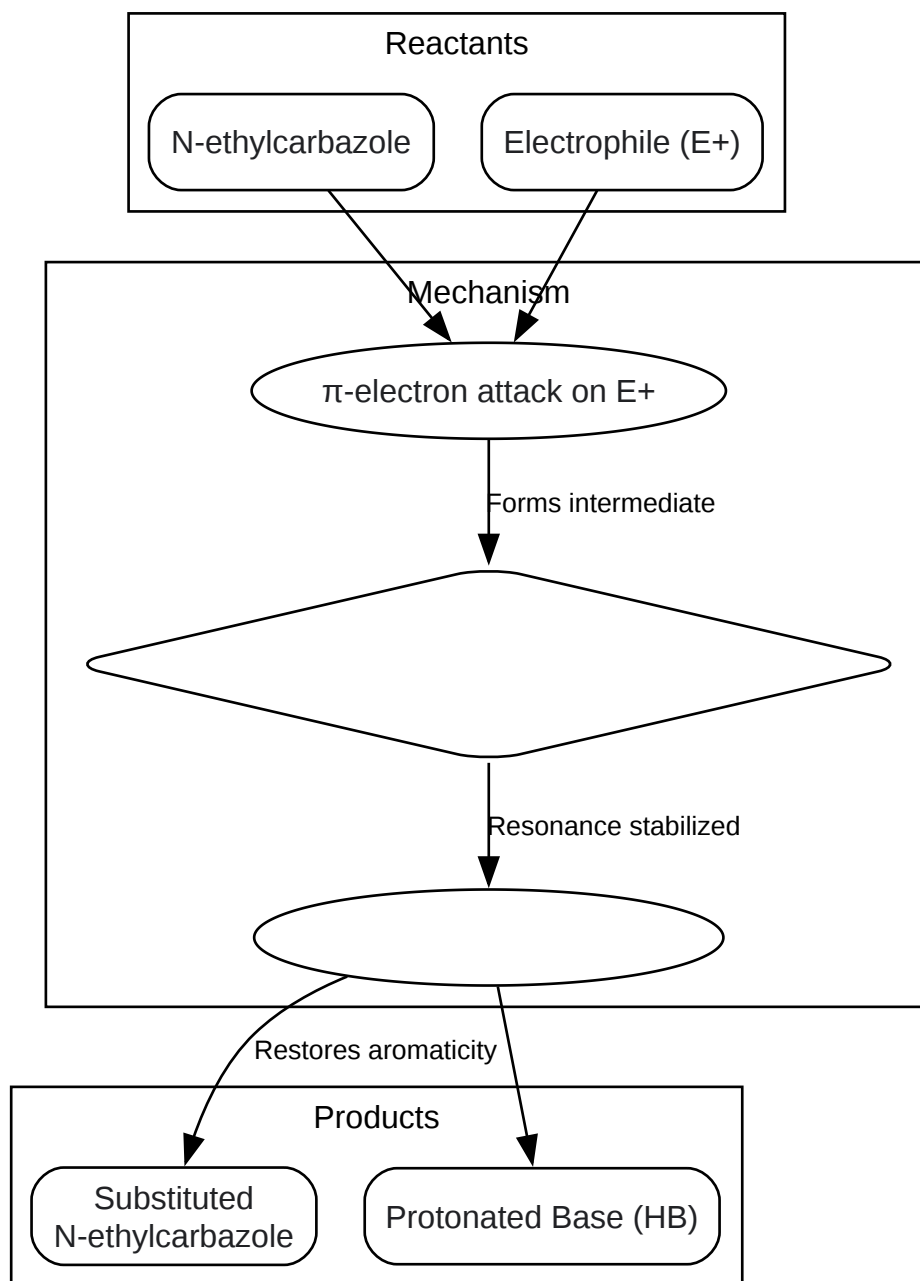 Reactants
N-ethylcarbazole
Electrophile (E+)
Mechanism
π-electron attack on E+
Forms intermediate
Resonance stabilized
Restores aromaticity
Products
Substituted
N-ethylcarbazole
Protonated Base (HB)